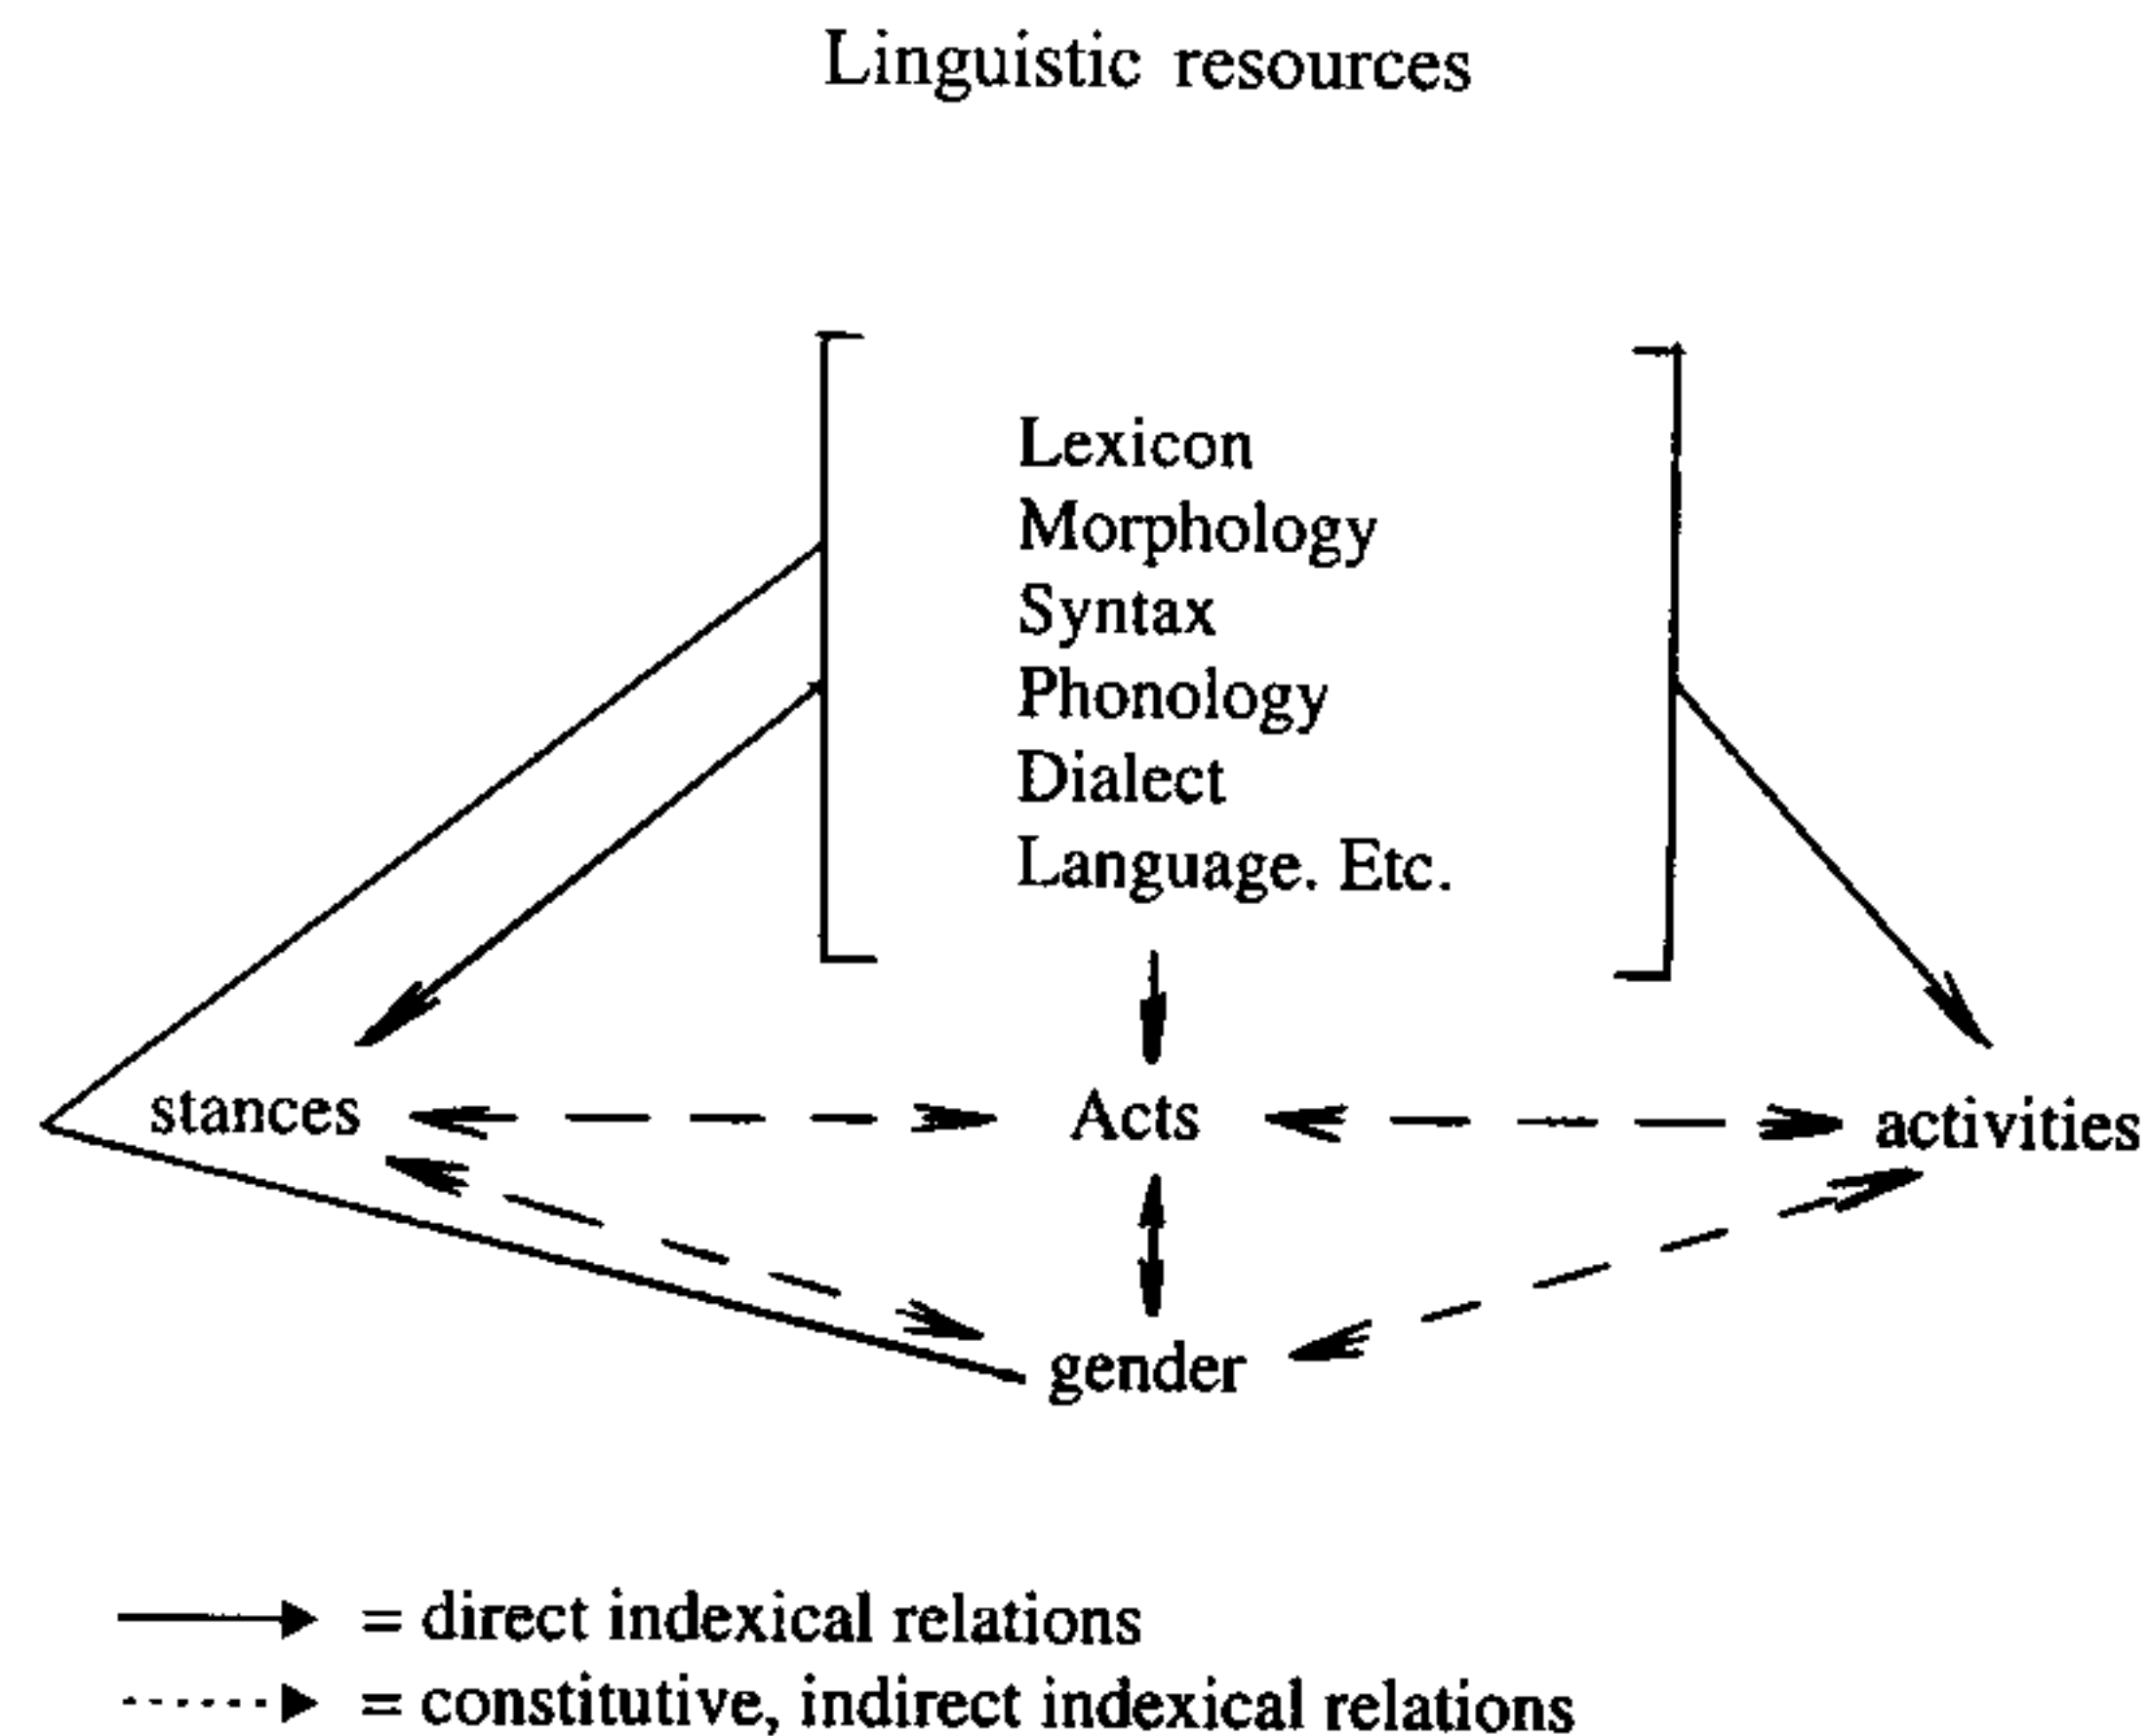 Linguistic resources
Lexicon
Morphology
Syntax
Phonology
Dialect
Language. Etc.
stances Acts activities
gender
= direct indexical relations
= constitutive, indirect indexical relations